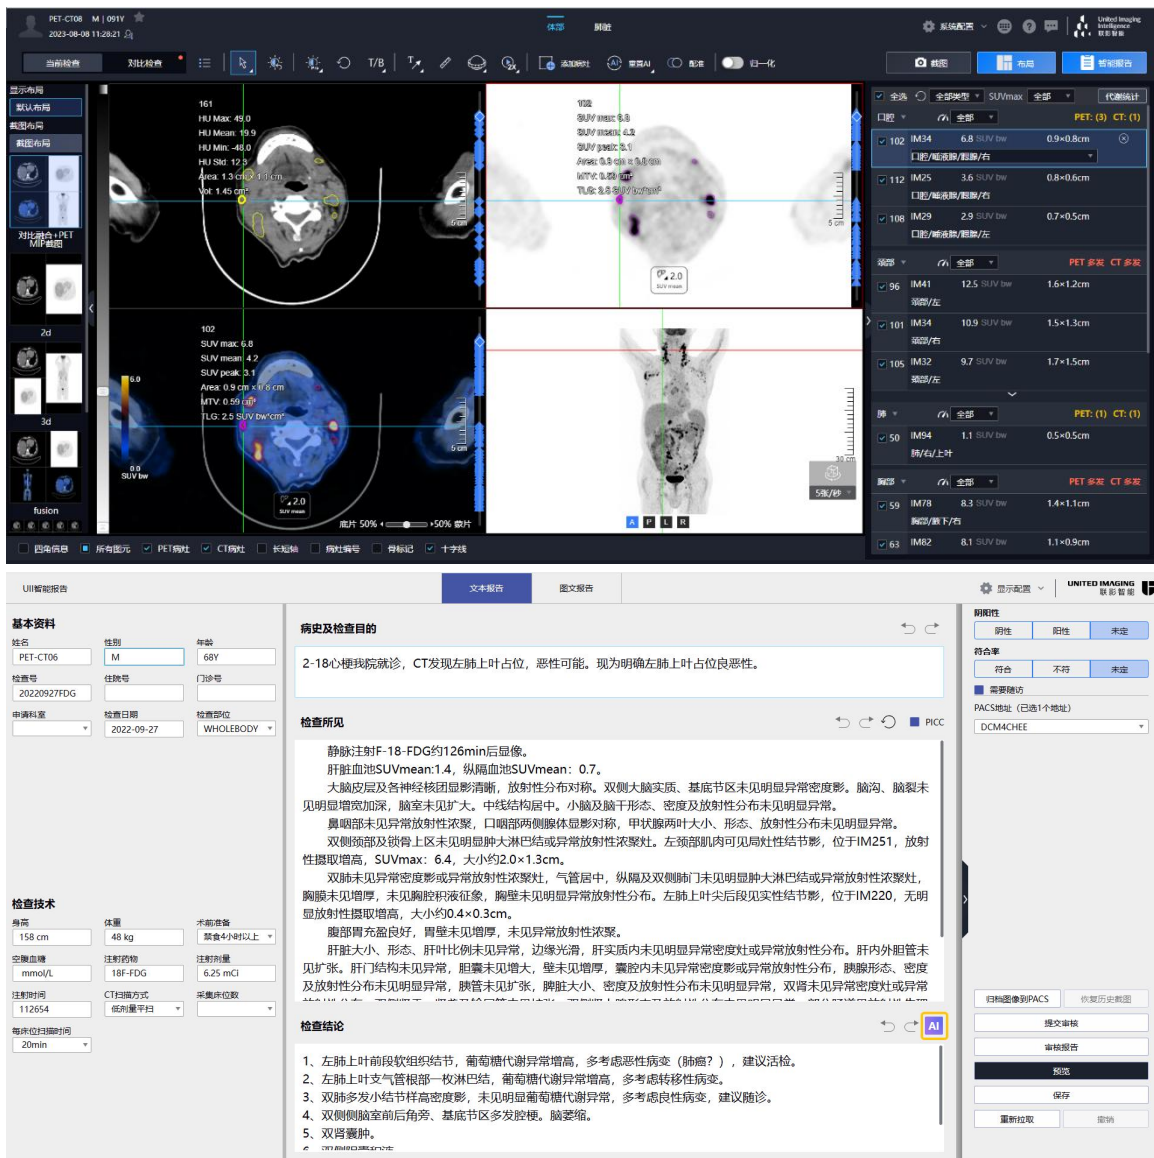 PET-CT08 M | 091Y
2023-08-08 11:28:21
体部 肺脏
系统配置
United Imaging Intelligence 联影智能
当前检查 对比检查
T/B
添加病灶 重置AI 配准 归一化
截图 布局 智能报告
显示布局
默认布局
截图布局
截图布局
对比融合+PET MIP截图
2d
3d
fusion
161
HU Max: 49.0
HU Mean: 19.9
HU Min: -48.0
HU Std: 12.3
Area: 1.3 cm × 1.1 cm
Vol: 1.45 cm³
5 cm
102
SUV max: 6.8
SUV mean: 4.2
SUV peak: 3.1
Area: 0.9 cm × 0.8 cm
MTV: 0.59 cm³
TLG: 2.5 SUV bw*cm³
2.0
SUV mean
5 cm
102
SUV max: 6.8
SUV mean: 4.2
SUV peak: 3.1
Area: 0.9 cm × 0.8 cm
MTV: 0.59 cm³
TLG: 2.5 SUV bw*cm³
6.0
0.0
SUV bw
2.0
SUV mean
5 cm
底片 50% 50% 截片
30 cm
5张/秒
A P L R
四角信息 所有图元 PET病灶 CT病灶 长短轴 病灶编号 骨标记 十字线
全选 全部类型 SUVmax 全部 代谢统计
口腔 全部 PET: (3) CT: (1)
102 IM34 6.8 SUV bw 0.9×0.8cm
口腔/唾液腺/腮腺/右
112 IM25 3.6 SUV bw 0.8×0.6cm
口腔/唾液腺/腮腺/右
108 IM29 2.9 SUV bw 0.7×0.5cm
口腔/唾液腺/腮腺/左
颈部 全部 PET 多发 CT 多发
96 IM41 12.5 SUV bw 1.6×1.2cm
颈部/左
101 IM34 10.9 SUV bw 1.5×1.3cm
颈部/右
105 IM32 9.7 SUV bw 1.7×1.5cm
颈部/左
肺 全部 PET: (1) CT: (1)
50 IM94 1.1 SUV bw 0.5×0.5cm
肺/右/上叶
胸部 全部 PET 多发 CT 多发
59 IM78 8.3 SUV bw 1.4×1.1cm
胸部/腋下/右
63 IM82 8.1 SUV bw 1.1×0.9cm
UII智能报告
文本报告 图文报告
显示配置
UNITED IMAGING 联影智能
基本资料
姓名 性别 年龄
PET-CT06 M 68Y
检查号 住院号 门诊号
20220927FDG
申请科室 检查日期 检查部位
2022-09-27 WHOLEBODY
检查技术
身高 体重 术前准备
158 cm 48 kg 禁食4小时以上
空腹血糖 注射药物 注射剂量
mmol/L 18F-FDG 6.25 mCi
注射时间 CT扫描方式 采集床位数
112654 低剂量平扫
每床位扫描时间
20min
病史及检查目的
2-18心梗我院就诊，CT发现左肺上叶占位，恶性可能。现为明确左肺上叶占位良恶性。
检查所见
PICC
静脉注射F-18-FDG约126min后显像。
肝脏血池SUVmean:1.4，纵隔血池SUVmean：0.7。
大脑皮层及各神经核团显影清晰，放射性分布对称。双侧大脑实质、基底节区未见明显异常密度影。脑沟、脑裂未
见明显增宽加深，脑室未见扩大。中线结构居中。小脑及脑干形态、密度及放射性分布未见明显异常。
鼻咽部未见异常放射性浓聚，口咽部两侧腺体显影对称，甲状腺两叶大小、形态、放射性分布未见明显异常。
双侧颈部及锁骨上区未见明显肿大淋巴结或异常放射性浓聚灶。左颈部肌肉可见局灶性结节影，位于IM251，放射
性摄取增高，SUVmax：6.4，大小约2.0×1.3cm。
双肺未见异常密度影或异常放射性浓聚灶，气管居中，纵隔及双侧肺门未见明显肿大淋巴结或异常放射性浓聚灶，
胸膜未见增厚，未见胸腔积液征象，胸壁未见明显异常放射性分布。左肺上叶尖后段见实性结节影，位于IM220，无明
显放射性摄取增高，大小约0.4×0.3cm。
腹部胃充盈良好，胃壁未见增厚，未见异常放射性浓聚。
肝脏大小、形态、肝叶比例未见异常，边缘光滑，肝实质内未见明显异常密度灶或异常放射性分布。肝内外胆管未
见扩张。肝门结构未见异常，胆囊未见增大，壁未见增厚，囊腔内未见异常密度影或异常放射性分布，胰腺形态、密度
及放射性分布未见明显异常，胰管未见扩张，脾脏大小、密度及放射性分布未见明显异常，双肾未见异常密度灶或异常
检查结论
AI
1、左肺上叶前段软组织结节，葡萄糖代谢异常增高，多考虑恶性病变（肺癌？），建议活检。
2、左肺上叶支气管根部一枚淋巴结，葡萄糖代谢异常增高，多考虑转移性病变。
3、双肺多发小结节样高密度影，未见明显葡萄糖代谢异常，多考虑良性病变，建议随诊。
4、双侧侧脑室前后角旁、基底节区多发腔梗。脑萎缩。
5、双肾囊肿。
阴阳性
阴性 阳性 未定
符合率
符合 不符 未定
需要随访
PACS地址（已选1个地址）
DCM4CHEE
归档图像到PACS 恢复历史截图
提交审核
审核报告
预览
保存
重新拉取 撤销